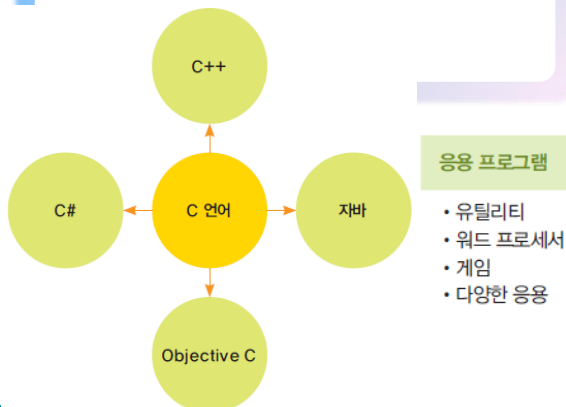 C++
C#
C 언어
자바
Objective C
응용 프로그램
• 유틸리티
• 워드 프로세서
• 게임
• 다양한 응용